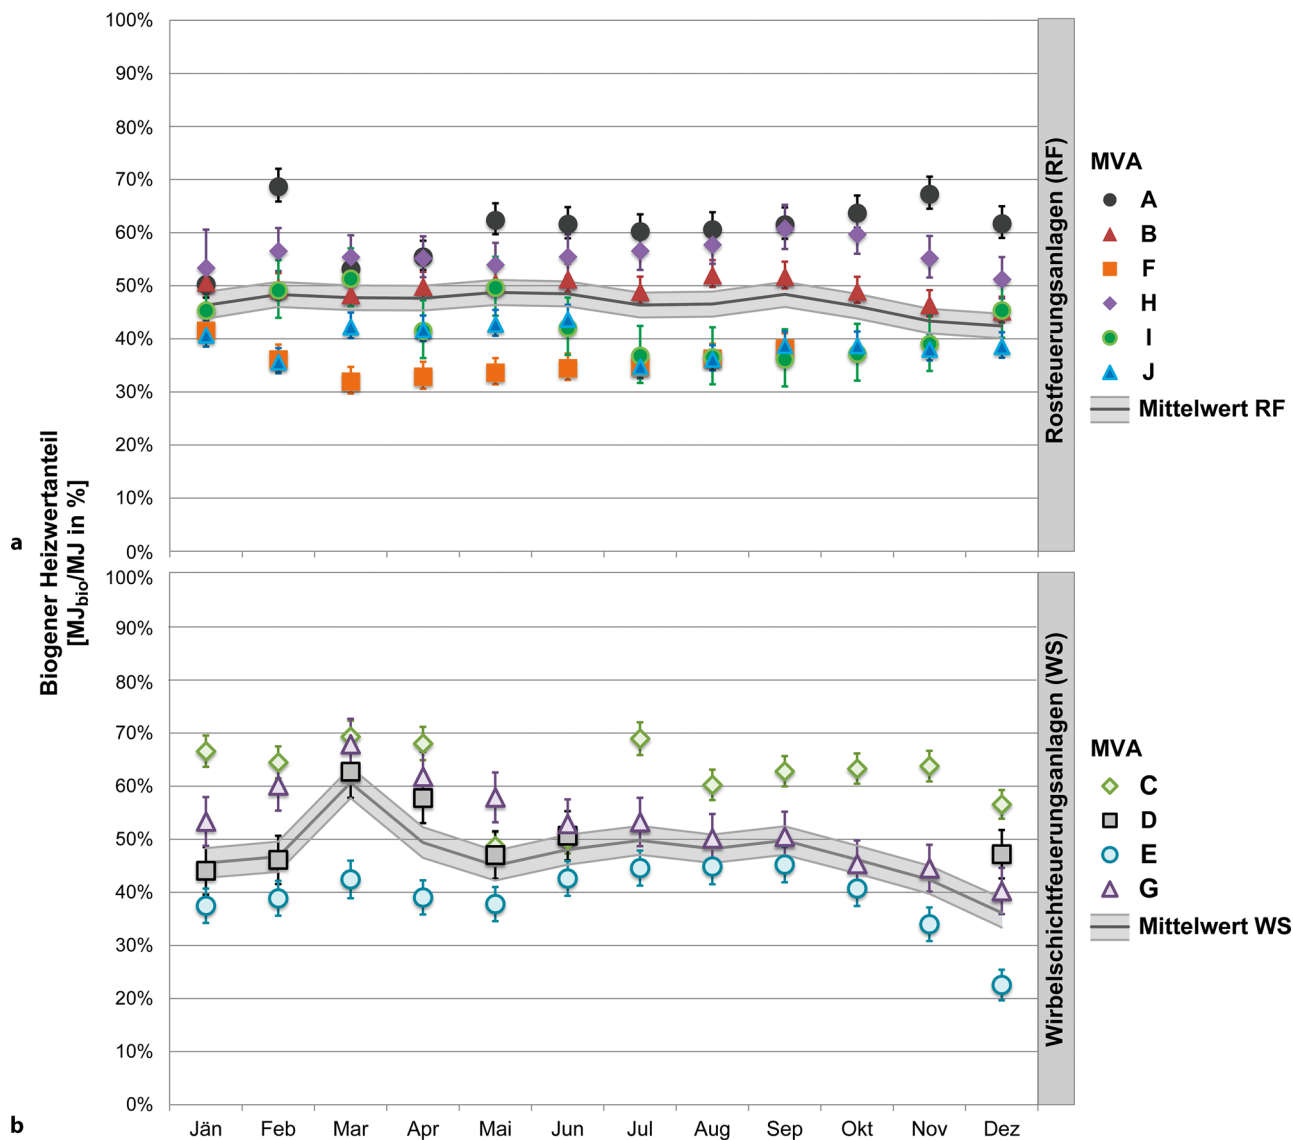 100%
90%
80%
70%
60%
50%
40%
30%
20%
10%
0%
a
Rostfeuerungsanlagen (RF)
MVA
A
B
F
H
I
J
Mittelwert RF
Biogener Heizwertanteil
[MJbio/MJ in %]
100%
90%
80%
70%
60%
50%
40%
30%
20%
10%
0%
b
Wirbelschichtfeuerungsanlagen (WS)
MVA
C
D
E
G
Mittelwert WS
Jän Feb Mar Apr Mai Jun Jul Aug Sep Okt Nov Dez